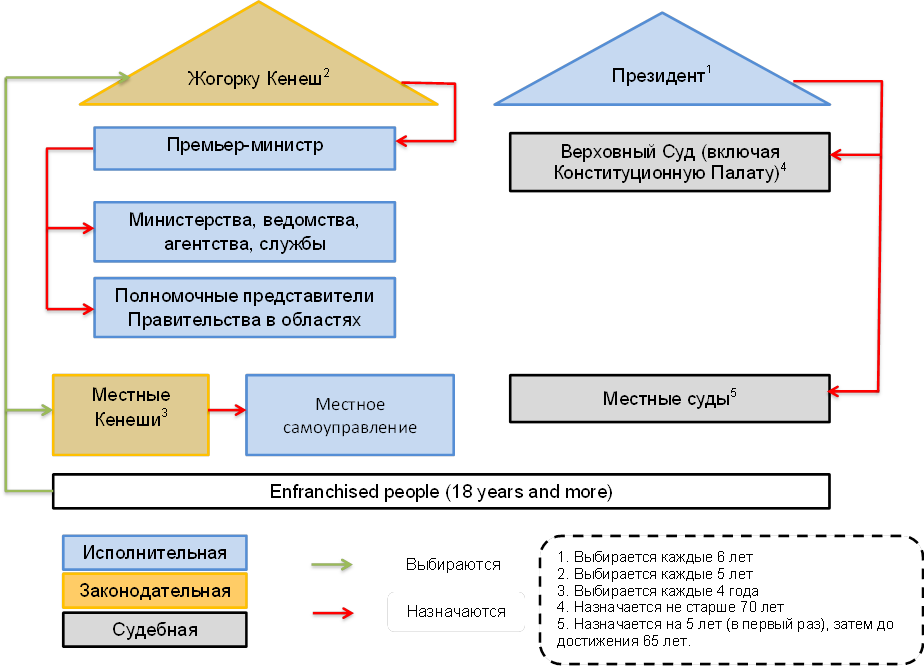 Жогорку Кенеш2
Президент1
Премьер-министр
Верховный Суд (включая
Конституционную Палату)4
Министерства, ведомства,
агентства, службы
Полномочные представители
Правительства в областях
Местные
Кенеши3
Местное
самоуправление
Местные суды5
Enfranchised people (18 years and more)
Исполнительная
Законодательная
Судебная
Выбираются
Назначаются
1. Выбирается каждые 6 лет
2. Выбирается каждые 5 лет
3. Выбирается каждые 4 года
4. Назначается не старше 70 лет
5. Назначается на 5 лет (в первый раз), затем до
достижения 65 лет.